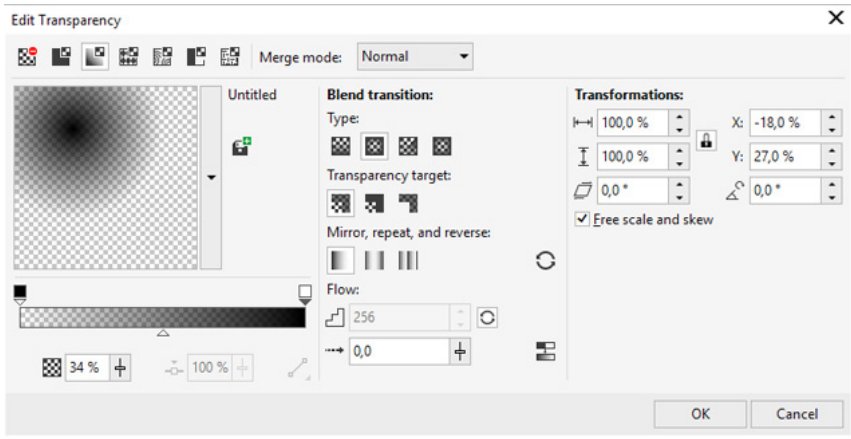 Edit Transparency
Merge mode: Normal
Untitled
Blend transition:
Type:
Transparency target:
Mirror, repeat, and reverse:
Flow:
256
0,0
34 %
100 %
Transformations:
100,0 % X: -18,0 %
100,0 % Y: 27,0 %
0,0 ° 0,0 °
Free scale and skew
OK Cancel